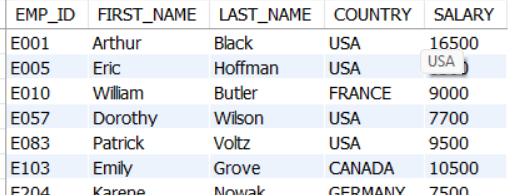 EMP_ID FIRST_NAME LAST_NAME COUNTRY SALARY
E001 Arthur Black USA 16500
E005 Eric Hoffman USA
USA
E010 William Butler FRANCE 9000
E057 Dorothy Wilson USA 7700
E083 Patrick Voltz USA 9500
E103 Emily Grove CANADA 10500
E204 Karene Nowak GERMANY 7500